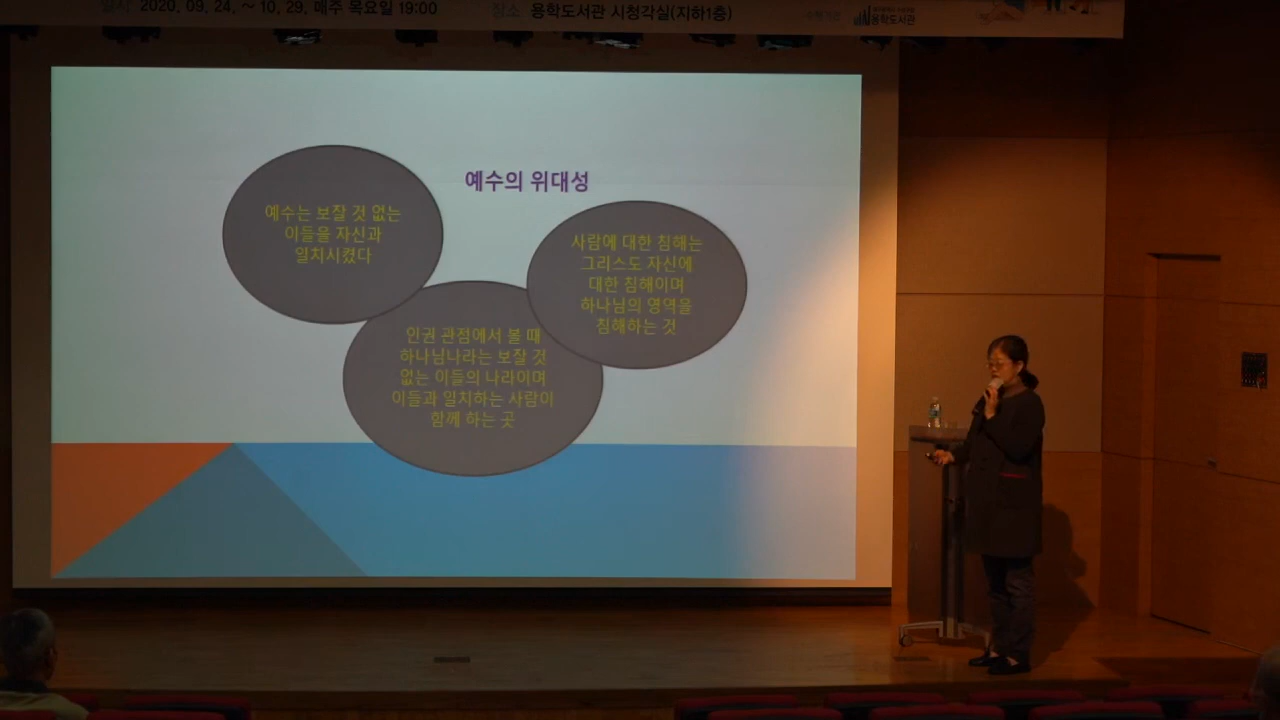 일시 2020. 09. 24. ~ 10. 29. 매주 목요일 19:00
장소 용학도서관 시청각실(지하1층)
용학도서관
예수의 위대성
예수는 보잘 것 없는
이들을 자신과
일치시켰다
사람에 대한 침해는
그리스도 자신에
대한 침해이며
하나님의 영역을
침해하는 것
인권 관점에서 볼 때
하나님나라는 보잘 것
없는 이들의 나라이며
이들과 일치하는 사람이
함께 하는 곳